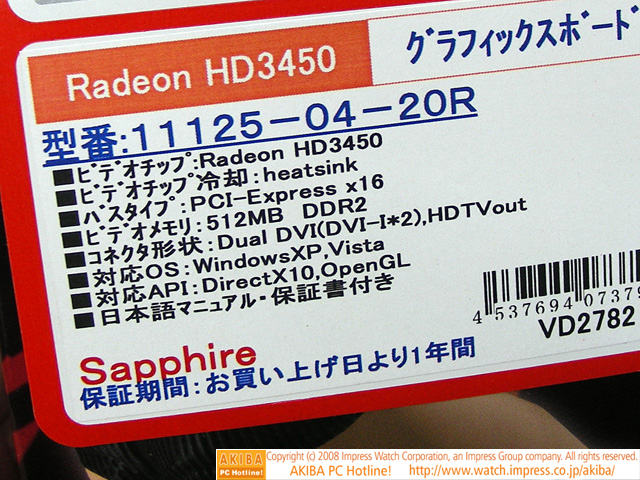 Radeon HD3450
グラフィックスボード
型番:11125-04-20R
■ビデオチップ:Radeon HD3450
■ビデオチップ冷却:heatsink
■バスタイプ:PCI-Express x16
■ビデオメモリ:512MB DDR2
■コネクタ形状:Dual DVI(DVI-I*2),HDTVout
■対応OS:WindowsXP,Vista
■対応API:DirectX10,OpenGL
■日本語マニュアル・保証書付き
4 537694 07379
VD2782
Sapphire
保証期間:お買い上げ日より1年間
AKIBA PC Hotline!
Copyright (c) 2008 Impress Watch Corporation, an Impress Group company. All rights reserved.
AKIBA PC Hotline! http://www.watch.impress.co.jp/akiba/